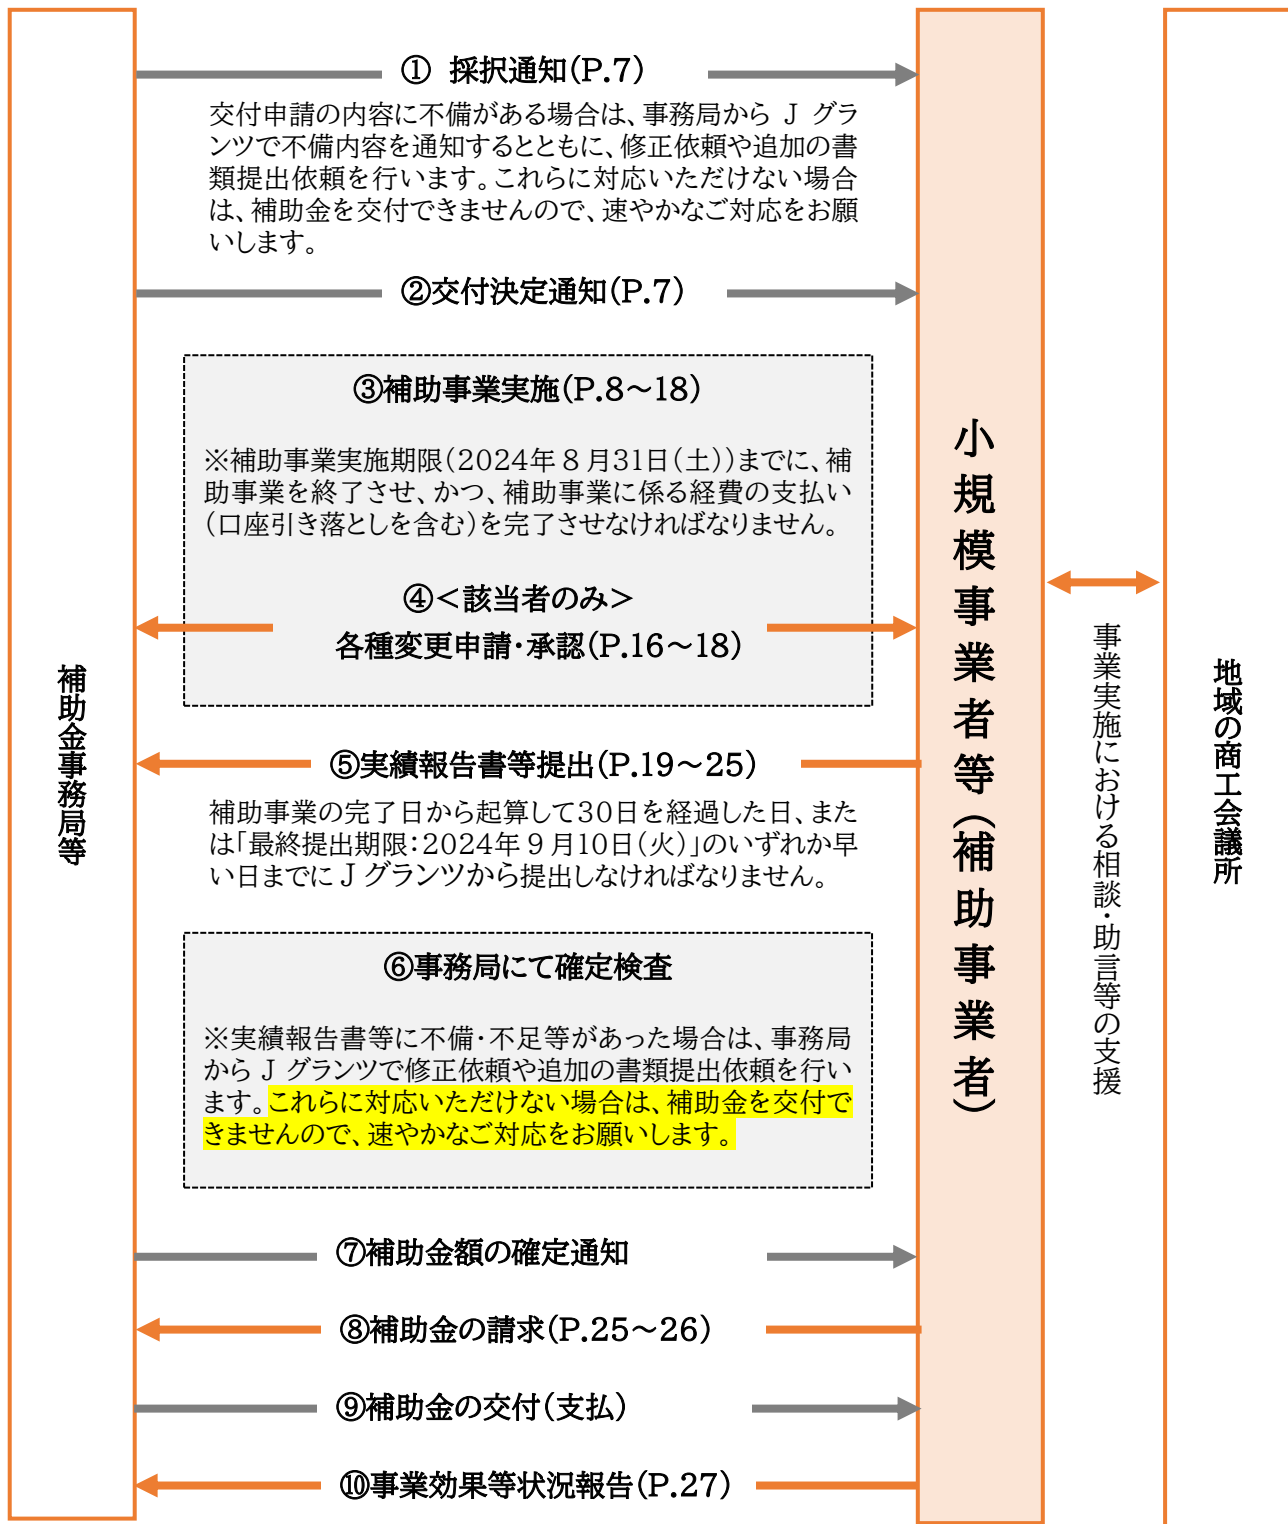 ① 採択通知(P.7)
交付申請の内容に不備がある場合は、事務局から J グラ
ンツで不備内容を通知するとともに、修正依頼や追加の書
類提出依頼を行います。これらに対応いただけない場合
は、補助金を交付できませんので、速やかなご対応をお願
いします。
②交付決定通知(P.7)
③補助事業実施(P.8～18)
※補助事業実施期限(2024年8月31日(土))までに、補
助事業を終了させ、かつ、補助事業に係る経費の支払い
(口座引き落としを含む)を完了させなければなりません。
④<該当者のみ>
各種変更申請・承認(P.16～18)
⑤実績報告書等提出(P.19～25)
補助事業の完了日から起算して30日を経過した日、また
は「最終提出期限:2024年9月10日(火)」のいずれか早
い日までに J グランツから提出しなければなりません。
⑥事務局にて確定検査
※実績報告書等に不備・不足等があった場合は、事務局
から J グランツで修正依頼や追加の書類提出依頼を行い
ます。これらに対応いただけない場合は、補助金を交付で
きませんので、速やかなご対応をお願いします。
⑦補助金額の確定通知
⑧補助金の請求(P.25～26)
⑨補助金の交付(支払)
⑩事業効果等状況報告(P.27)
補助金事務局等
小規模事業者等(補助事業者)
事業実施における相談・助言等の支援
地域の商工会議所